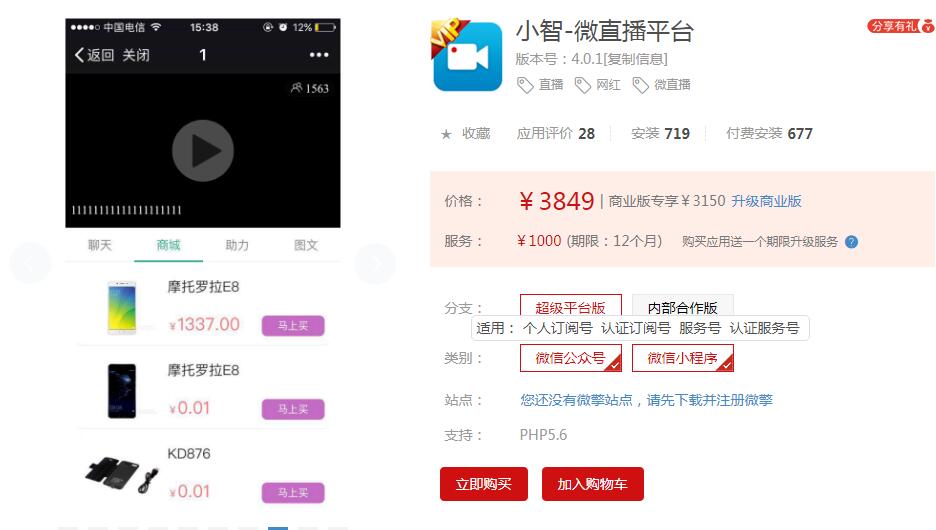 中国电信 15:38 12%
返回 关闭 1
1563
11111111111111111111
聊天 商城 助力 图文
摩托罗拉E8
¥1337.00 马上买
摩托罗拉E8
¥0.01 马上买
KD876
¥0.01 马上买
VIP
小智-微直播平台
分享有礼
版本号：4.0.1[复制信息]
直播 网红 微直播
★ 收藏 应用评价 28 安装 719 付费安装 677
价格： ¥3849 | 商业版专享¥3150 升级商业版
服务： ¥1000 (期限：12个月) 购买应用送一个期限升级服务 ?
分支： 超级平台版 内部合作版
适用： 个人订阅号 认证订阅号 服务号 认证服务号
类别： 微信公众号 微信小程序
站点： 您还没有微擎站点，请先下载并注册微擎
支持： PHP5.6
立即购买 加入购物车